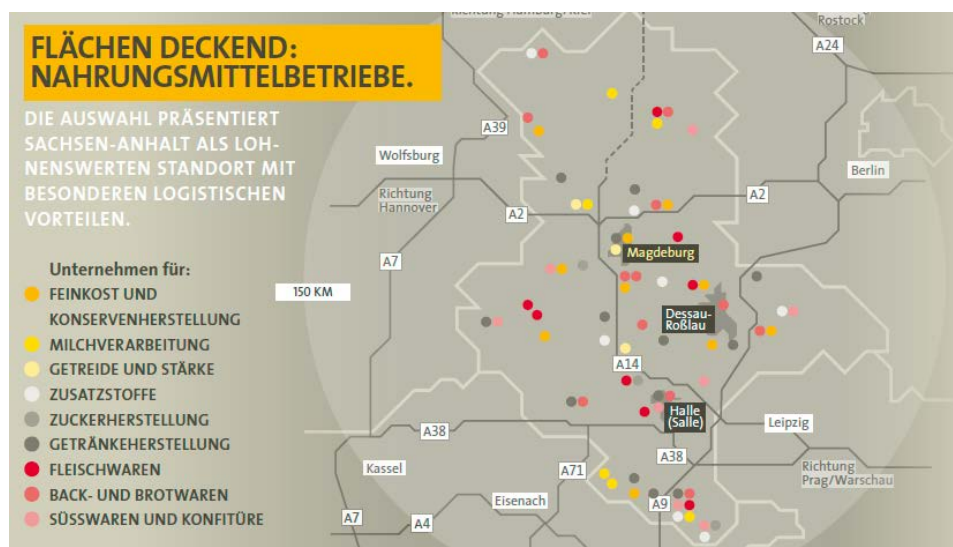 FLÄCHEN DECKEND:
NAHRUNGSMITTELBETRIEBE.
DIE AUSWAHL PRÄSENTIERT
SACHSEN-ANHALT ALS LOH-
NENSWERTEN STANDORT MIT
BESONDEREN LOGISTISCHEN
VORTEILEN.
Unternehmen für:
FEINKOST UND
KONSERVENHERSTELLUNG
MILCHVERARBEITUNG
GETREIDE UND STÄRKE
ZUSATZSTOFFE
ZUCKERHERSTELLUNG
GETRÄNKEHERSTELLUNG
FLEISCHWAREN
BACK- UND BROTWAREN
SÜSSWAREN UND KONFITÜRE
150 KM
Richtung Hamburg/Kiel
Rostock
A24
A39
Wolfsburg
Berlin
Richtung
Hannover
A2
A2
A7
Magdeburg
Dessau-
Roßlau
A14
Halle
(Salle)
Leipzig
A38
A38
Kassel
A71
Richtung
Prag/Warschau
Eisenach
A9
A7
A4